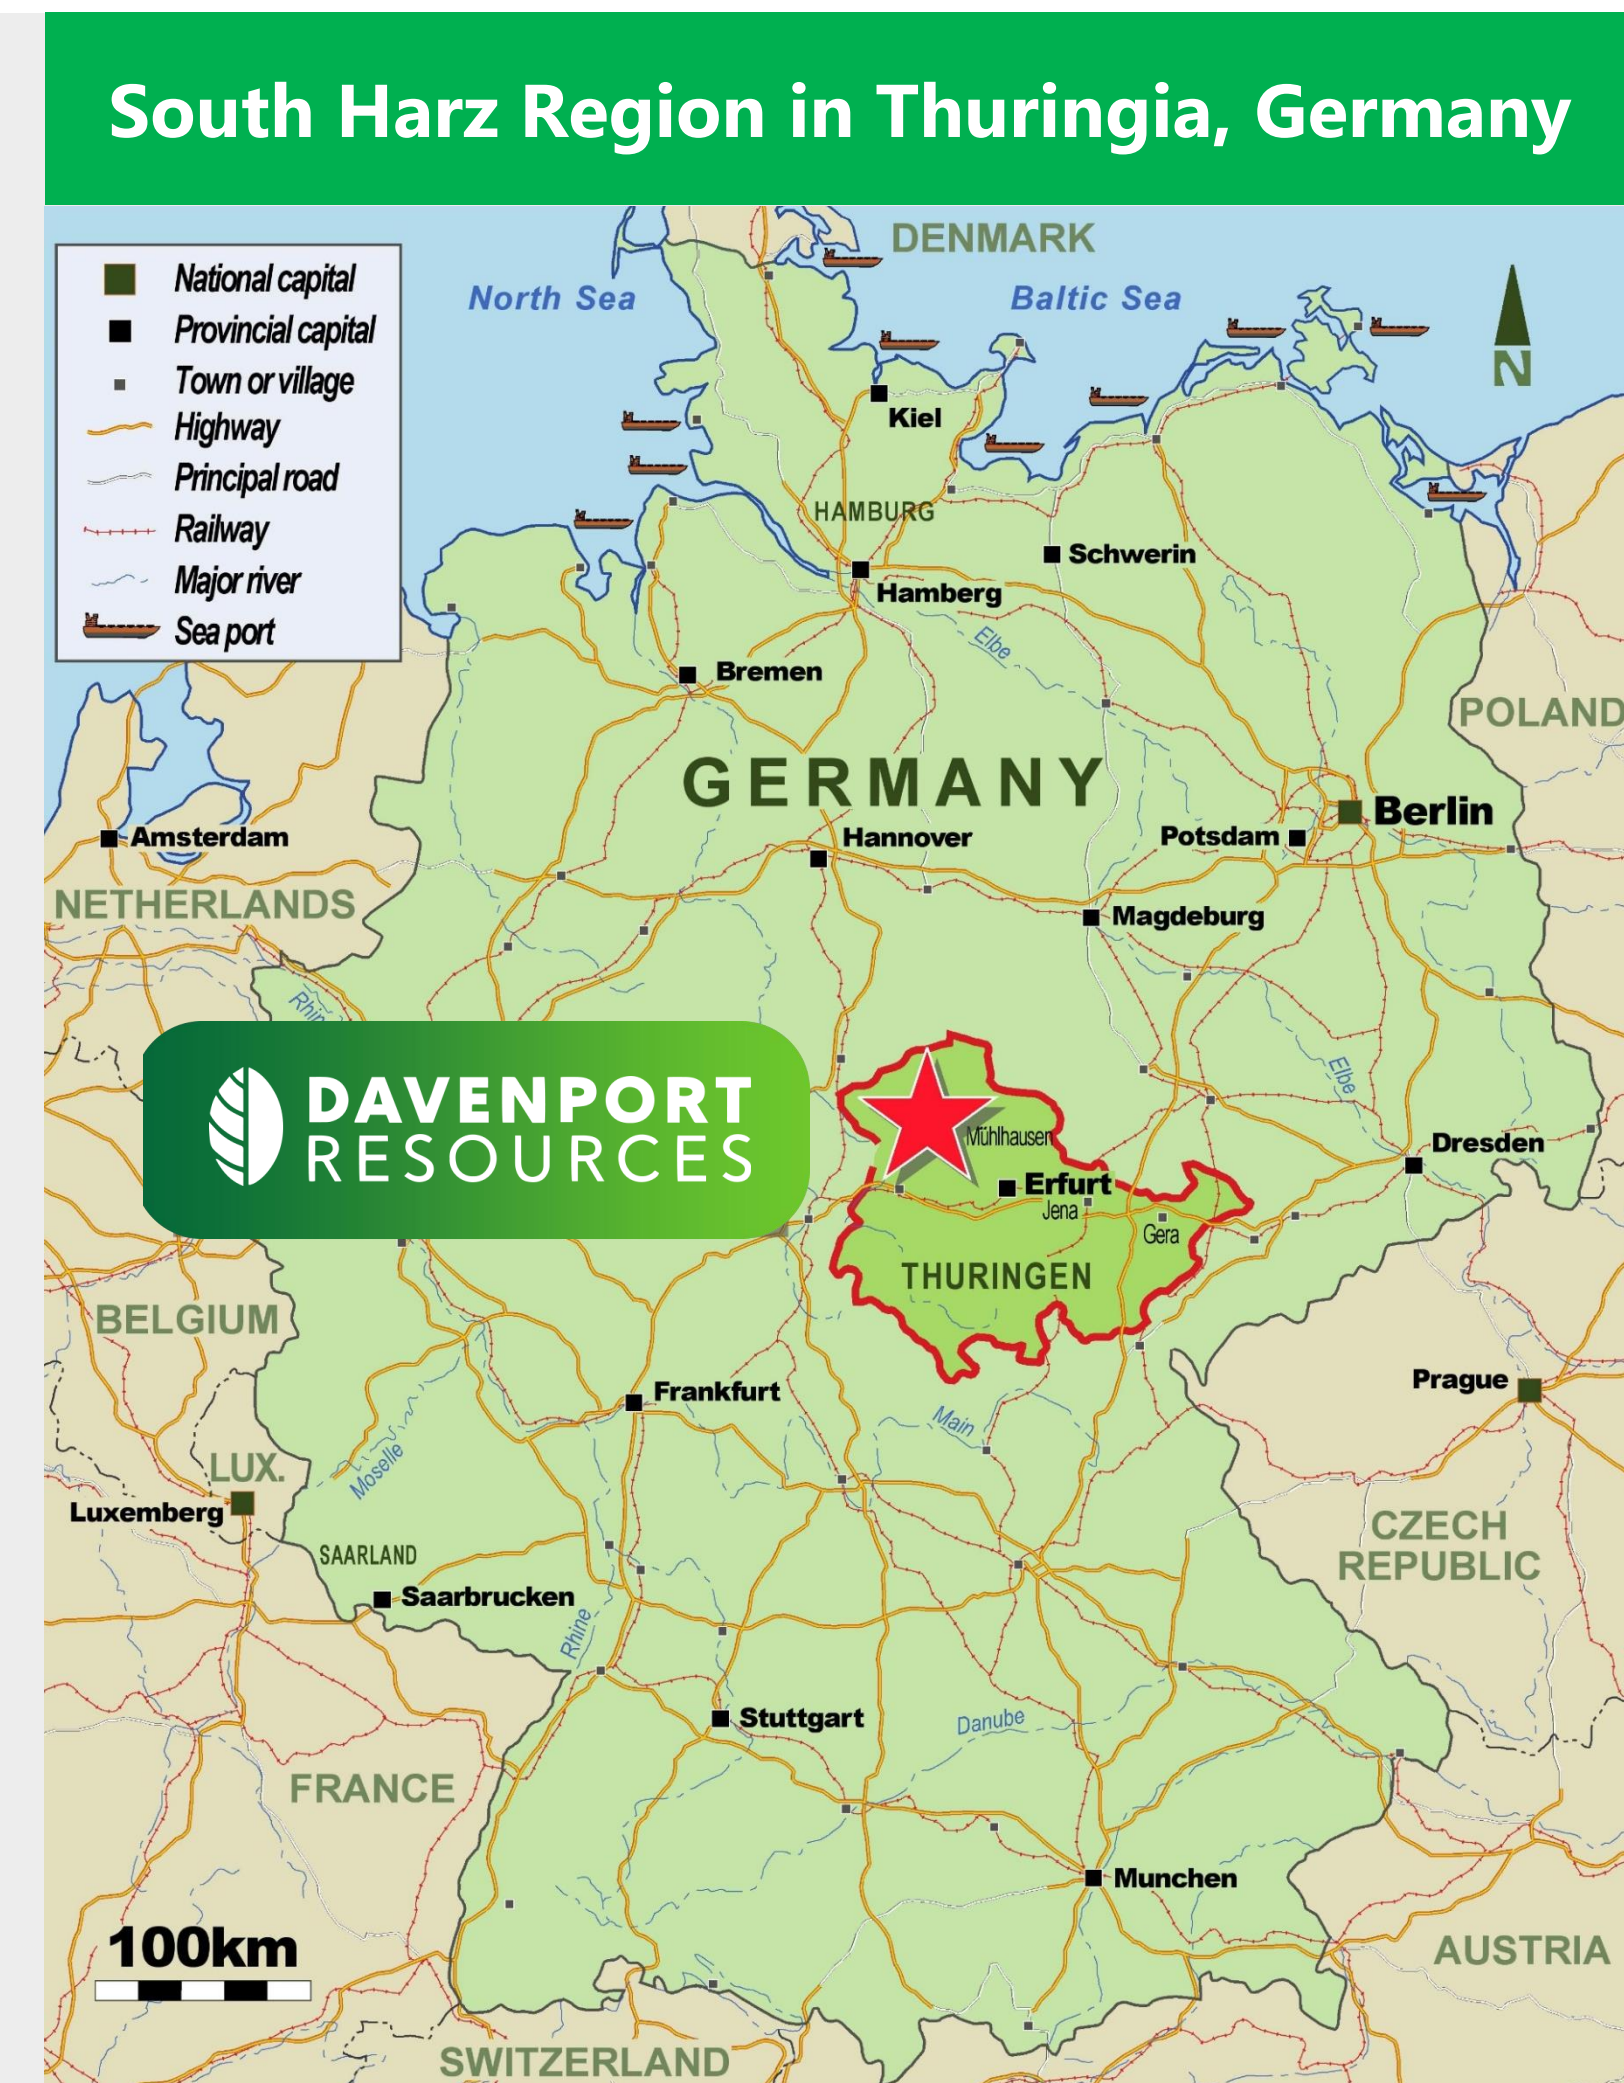 South Harz Region in Thuringia, Germany
National capital
Provincial capital
Town or village
Highway
Principal road
Railway
Major river
Sea port
DENMARK
North Sea
Baltic Sea
N
Kiel
HAMBURG
Schwerin
Hamberg
Elbe
Bremen
POLAND
GERMANY
Berlin
Amsterdam
Hannover
Potsdam
NETHERLANDS
Magdeburg
Rhin
Elbe
DAVENPORT
RESOURCES
Mühlhausen
Dresden
Erfurt
Jena
Gera
THURINGEN
BELGIUM
Prague
Frankfurt
Main
Moselle
LUX.
Luxemberg
CZECH
REPUBLIC
SAARLAND
Saarbrucken
Rhine
Stuttgart
Danube
FRANCE
Munchen
100km
AUSTRIA
SWITZERLAND